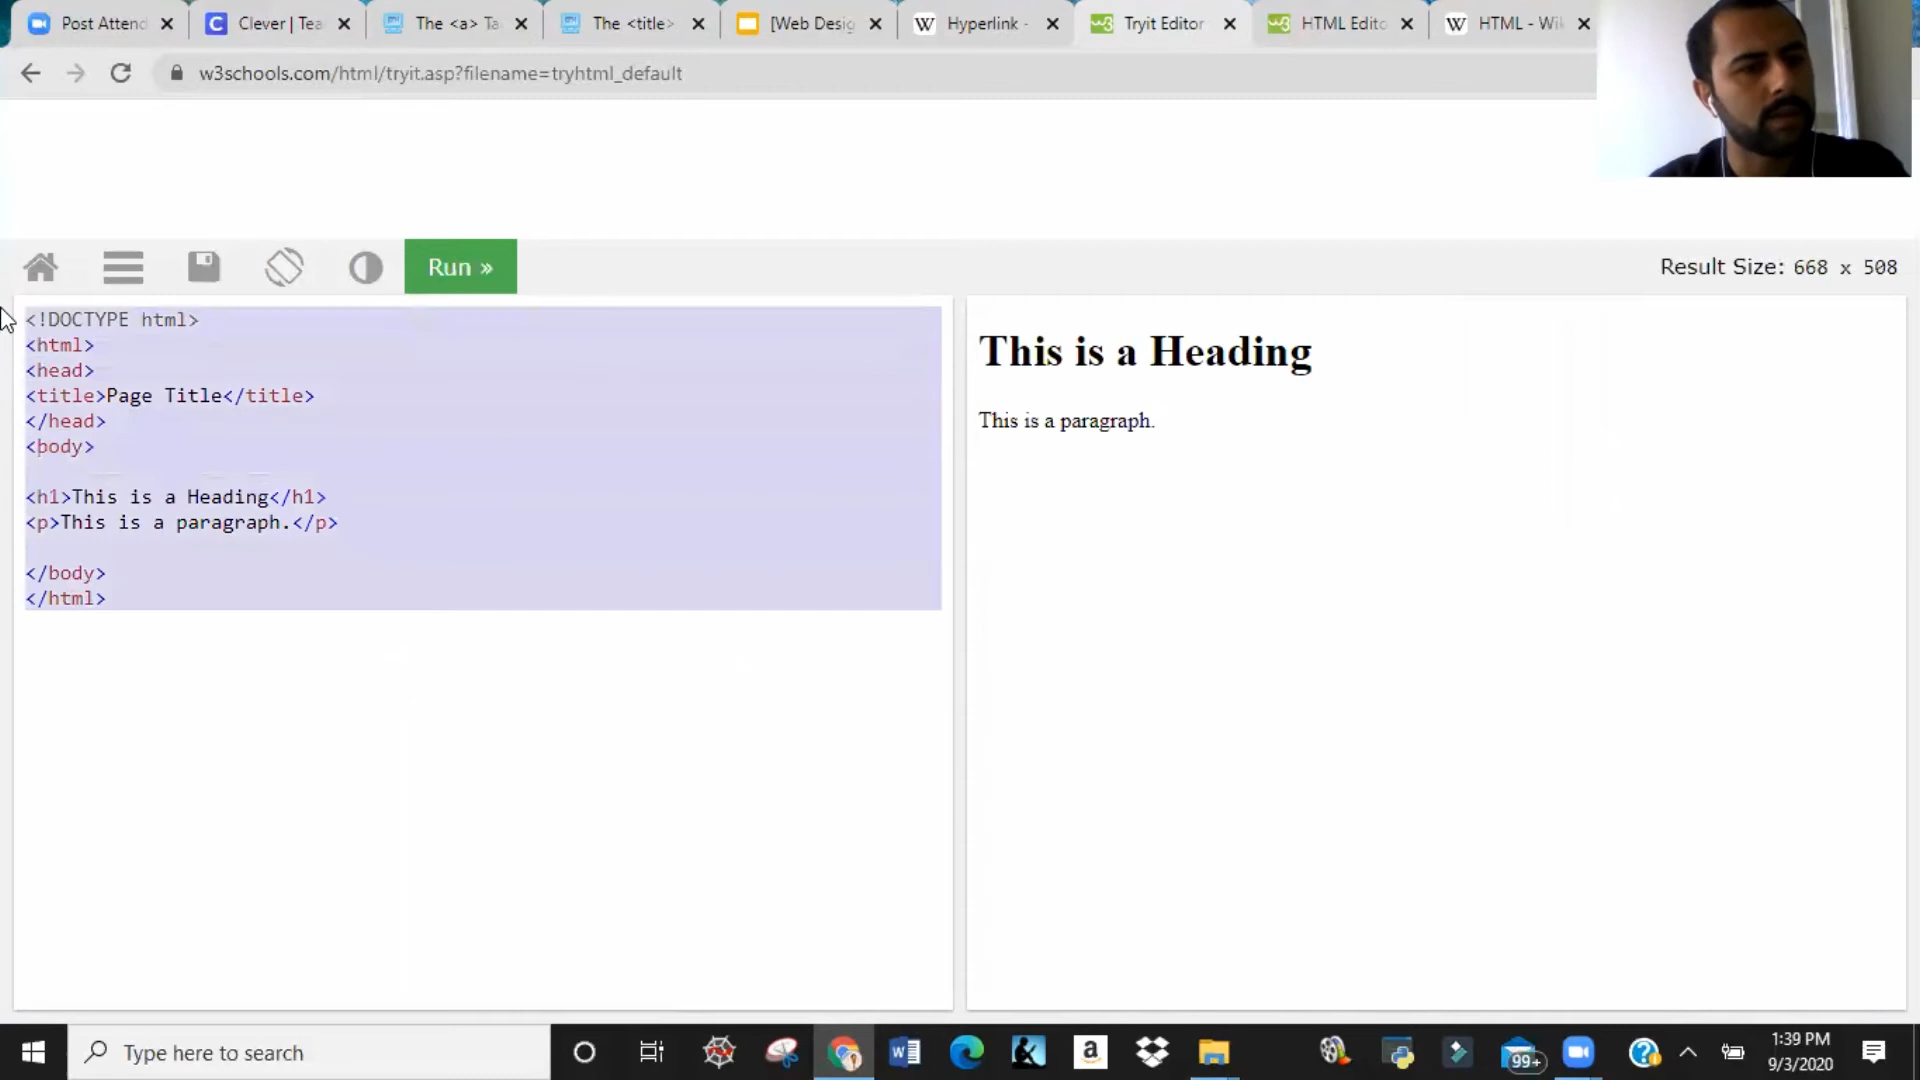 Post Attend
Clever | Tea
The <a> Ta
The <title>
[Web Desig
W Hyperlink -
w3 Tryit Editor
w3 HTML Edito
W HTML - Wi
w3schools.com/html/tryit.asp?filename=tryhtml_default
Run »
Result Size: 668 x 508
<!DOCTYPE html>
<html>
<head>
<title>Page Title</title>
</head>
<body>
<h1>This is a Heading</h1>
<p>This is a paragraph.</p>
</body>
</html>
This is a Heading
This is a paragraph.
Type here to search
99+
1:39 PM
9/3/2020